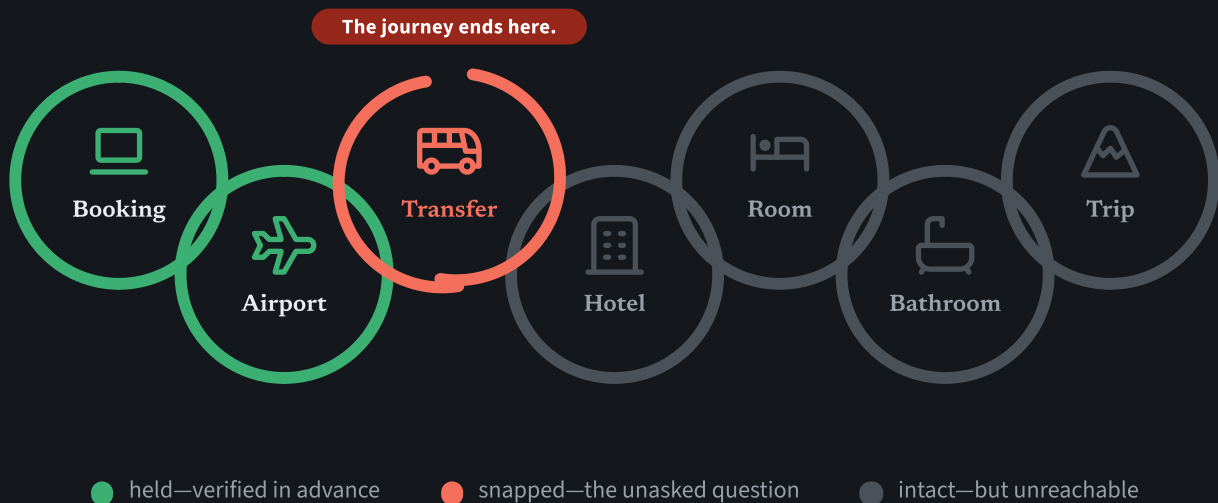 The journey ends here.
Booking
Airport
Transfer
Hotel
Room
Bathroom
Trip
held—verified in advance
snapped—the unasked question
intact—but unreachable